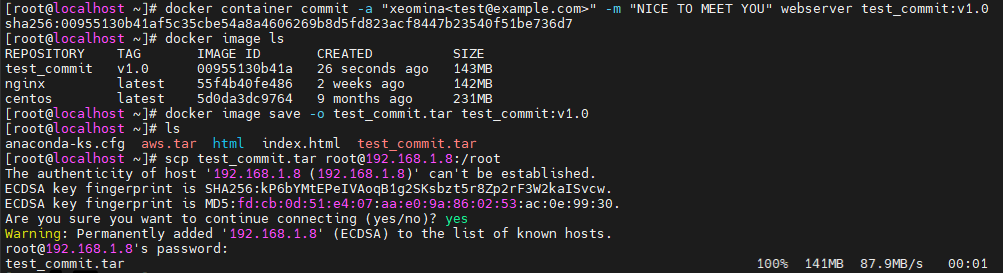 [root@localhost ~]# docker container commit -a "xeomina<test@example.com>" -m "NICE TO MEET YOU" webserver test_commit:v1.0
sha256:00955130b41af5c35cbe54a8a4606269b8d5fd823acf8447b23540f51be736d7
[root@localhost ~]# docker image ls
REPOSITORY TAG IMAGE ID CREATED SIZE
test_commit v1.0 00955130b41a 26 seconds ago 143MB
nginx latest 55f4b40fe486 2 weeks ago 142MB
centos latest 5d0da3dc9764 9 months ago 231MB
[root@localhost ~]# docker image save -o test_commit.tar test_commit:v1.0
[root@localhost ~]# ls
anaconda-ks.cfg aws.tar html index.html test_commit.tar
[root@localhost ~]# scp test_commit.tar root@192.168.1.8:/root
The authenticity of host '192.168.1.8 (192.168.1.8)' can't be established.
ECDSA key fingerprint is SHA256:kP6bYMtEPeIVAoqB1g2SKsbzt5r8Zp2rF3W2kaISvcw.
ECDSA key fingerprint is MD5:fd:cb:0d:51:e4:07:aa:e0:9a:86:02:53:ac:0e:99:30.
Are you sure you want to continue connecting (yes/no)? yes
Warning: Permanently added '192.168.1.8' (ECDSA) to the list of known hosts.
root@192.168.1.8's password:
test_commit.tar 100% 141MB 87.9MB/s 00:01